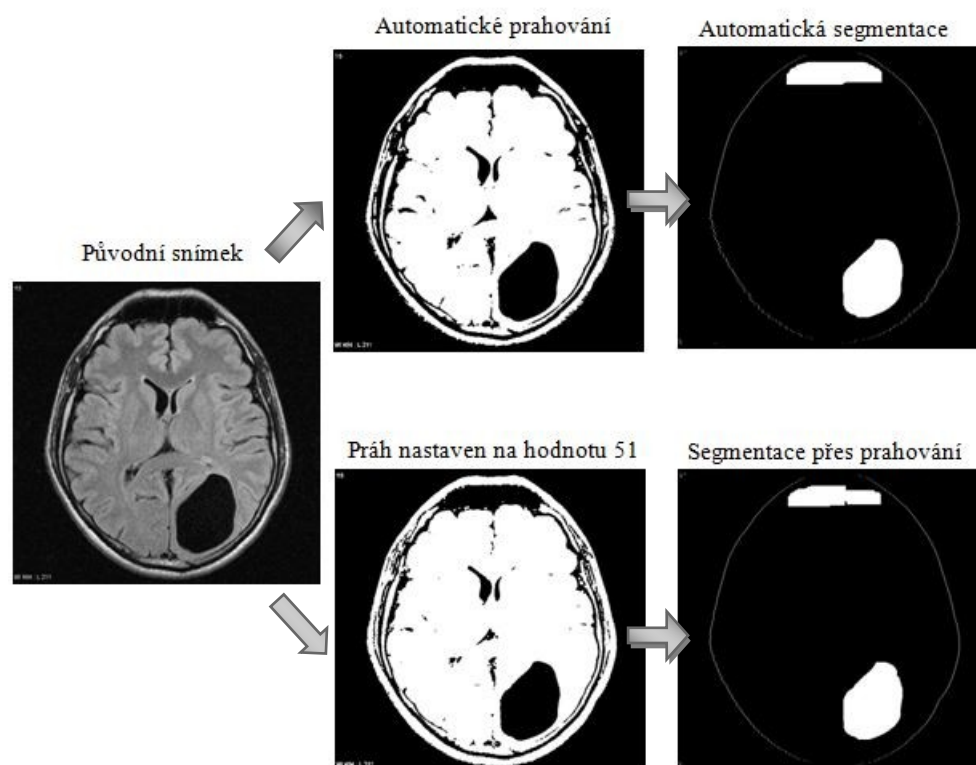 Automatické prahování
Automatická segmentace
Původní snímek
Práh nastaven na hodnotu 51
Segmentace přes prahování